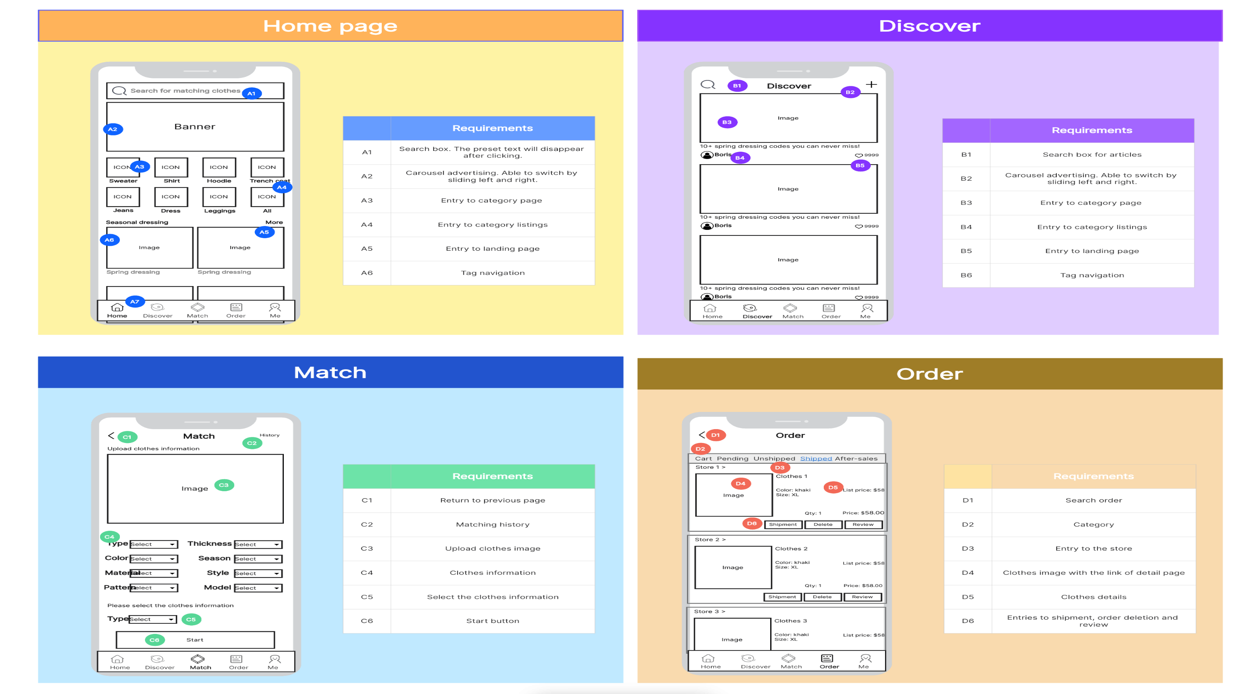 Home page
Search for matching clothes
A1
A2
Banner
ICON
A3
ICON
ICON
ICON
Sweater
Shirt
Hoodie
Trench coat
A4
ICON
ICON
ICON
ICON
Jeans
Dress
Leggings
All
Seasonal dressing
More
A5
A6
Image
Image
Spring dressing
Spring dressing
A7
Home
Discover
Match
Order
Me
Requirements
A1
Search box. The preset text will disappear
after clicking.
A2
Carousel advertising. Able to switch by
sliding left and right.
A3
Entry to category page
A4
Entry to category listings
A5
Entry to landing page
A6
Tag navigation
Discover
B1
Discover
B2
Image
B3
10+ spring dressing codes you can never miss!
Boris
B4
9999
B5
Image
10+ spring dressing codes you can never miss!
Boris
9999
Image
10+ spring dressing codes you can never miss!
Boris
9999
Home
Discover
Match
Order
Me
Requirements
B1
Search box for articles
B2
Carousel advertising. Able to switch by
sliding left and right.
B3
Entry to category page
B4
Entry to category listings
B5
Entry to landing page
B6
Tag navigation
Match
C1
Match
History
C2
Upload clothes information
Image
C3
C4
Type
Select
Thickness
Select
Color
Select
Season
Select
Material
Select
Style
Select
Pattern
Select
Model
Select
Please select the clothes information
Type
Select
C5
C6
Start
Home
Discover
Match
Order
Me
Requirements
C1
Return to previous page
C2
Matching history
C3
Upload clothes image
C4
Clothes information
C5
Select the clothes information
C6
Start button
Order
D1
Order
D2
Cart
Pending
Unshipped
Shipped
After-sales
Store 1 >
D3
Clothes 1
D4
Image
Color: khaki
Size: XL
D5
List price: $58
Qty: 1
Price: $58.00
D6
Shipment
Delete
Review
Store 2 >
Clothes 2
Image
Color: khaki
Size: XL
List price: $58
Qty: 1
Price: $58.00
Shipment
Delete
Review
Store 3 >
Clothes 3
Image
Color: khaki
Size: XL
List price: $58
Home
Discover
Match
Order
Me
Requirements
D1
Search order
D2
Category
D3
Entry to the store
D4
Clothes image with the link of detail page
D5
Clothes details
D6
Entries to shipment, order deletion and
review